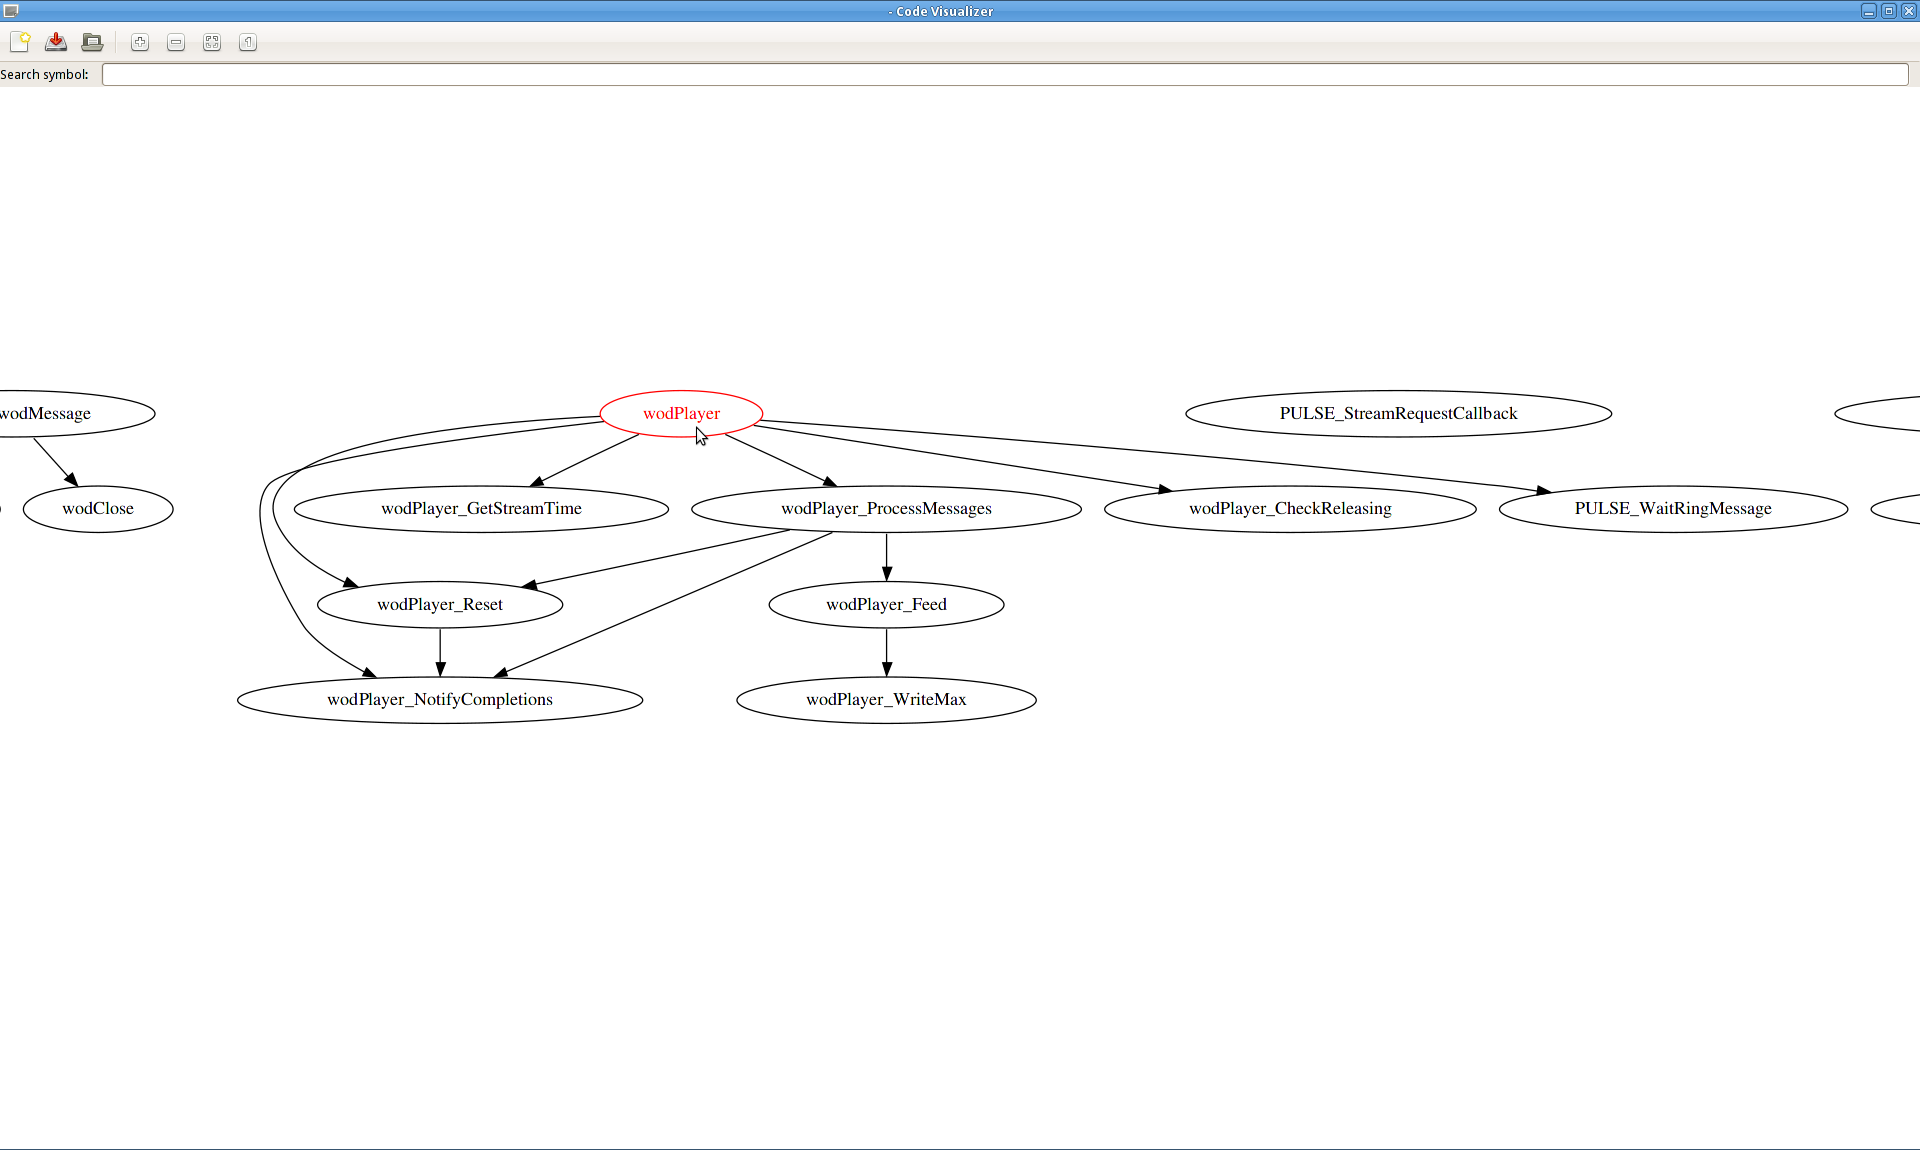 - Code Visualizer
Search symbol:
wodMessage
wodPlayer
PULSE_StreamRequestCallback
wodClose
wodPlayer_GetStreamTime
wodPlayer_ProcessMessages
wodPlayer_CheckReleasing
PULSE_WaitRingMessage
wodPlayer_Reset
wodPlayer_Feed
wodPlayer_NotifyCompletions
wodPlayer_WriteMax